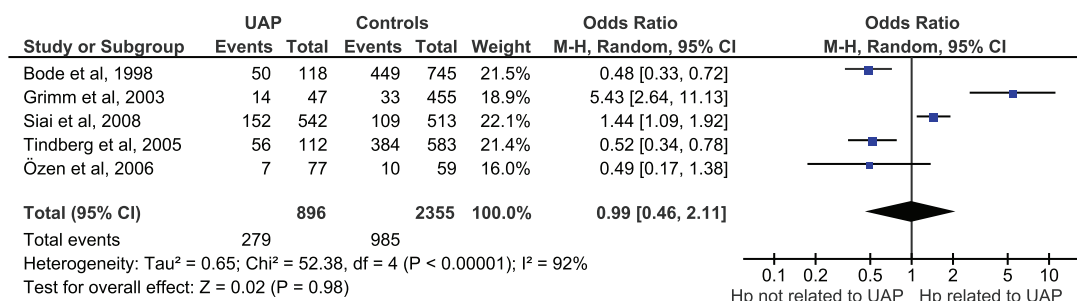 UAP Controls Odds Ratio Odds Ratio
Study or Subgroup Events Total Events Total Weight M-H, Random, 95% CI M-H, Random, 95% CI
Bode et al, 1998 50 118 449 745 21.5% 0.48 [0.33, 0.72]
Grimm et al, 2003 14 47 33 455 18.9% 5.43 [2.64, 11.13]
Siai et al, 2008 152 542 109 513 22.1% 1.44 [1.09, 1.92]
Tindberg et al, 2005 56 112 384 583 21.4% 0.52 [0.34, 0.78]
Özen et al, 2006 7 77 10 59 16.0% 0.49 [0.17, 1.38]
Total (95% CI) 896 2355 100.0% 0.99 [0.46, 2.11]
Total events 279 985
Heterogeneity: Tau² = 0.65; Chi² = 52.38, df = 4 (P < 0.00001); I² = 92%
Test for overall effect: Z = 0.02 (P = 0.98)
0.1 0.2 0.5 1 2 5 10
Hp not related to UAP Hp related to UAP